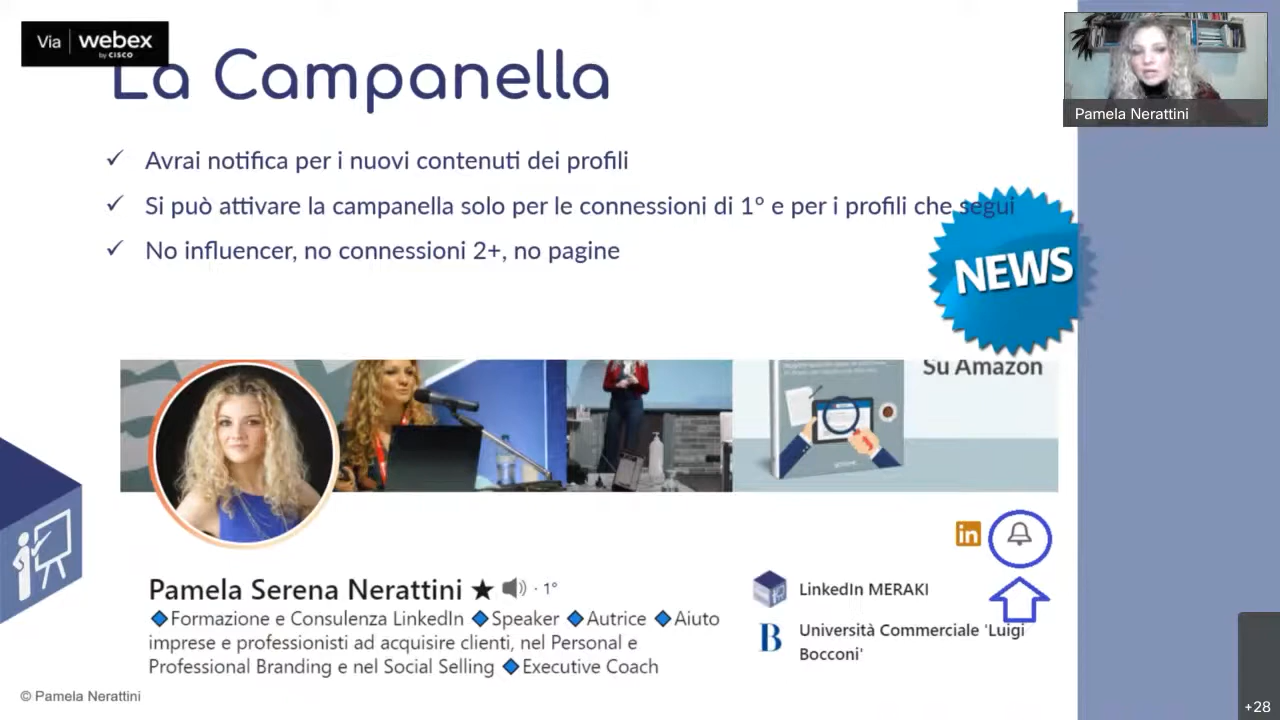 Via webex
by CISCO
La Campanella
Pamela Nerattini
✓ Avrai notifica per i nuovi contenuti dei profili
✓ Si può attivare la campanella solo per le connessioni di 1° e per i profili che segui
✓ No influencer, no connessioni 2+, no pagine
NEWS
Su Amazon
in
Pamela Serena Nerattini ★ · 1°
🔷Formazione e Consulenza LinkedIn 🔷Speaker 🔷Autrice 🔷Aiuto
imprese e professionisti ad acquisire clienti, nel Personal e
Professional Branding e nel Social Selling 🔷Executive Coach
LinkedIn MERAKI
B Università Commerciale 'Luigi
Bocconi'
© Pamela Nerattini
+28